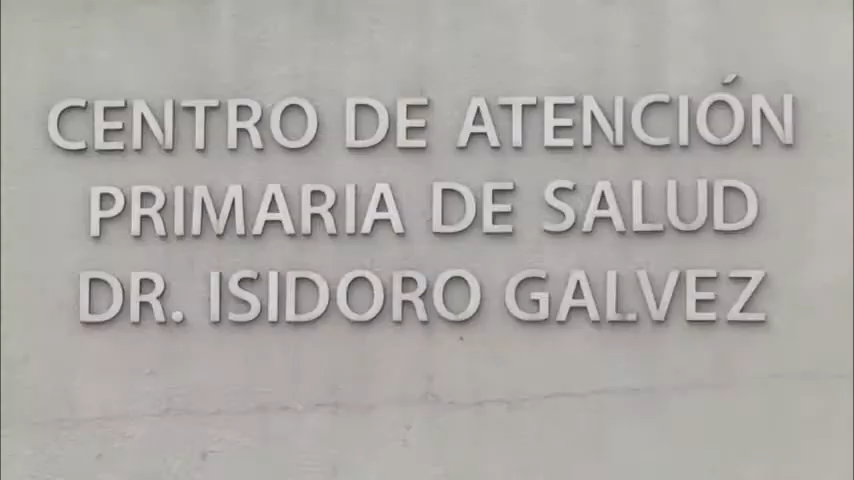 CENTRO DE ATENCIÓN
PRIMARIA DE SALUD
DR. ISIDORO GALVEZ